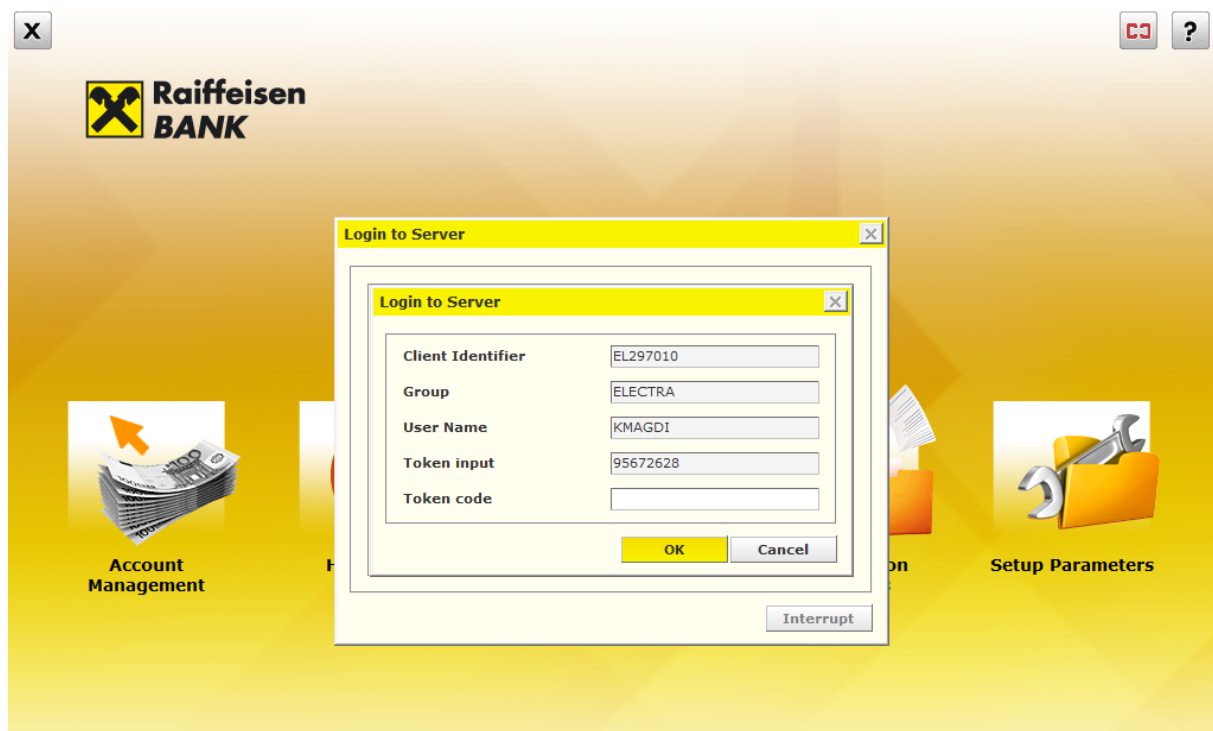 X
?
Raiffeisen
BANK
Login to Server
Login to Server
Client Identifier EL297010
Group ELECTRA
User Name KMAGDI
Token input 95672628
Token code
OK Cancel
Interrupt
Account
Management
Setup Parameters